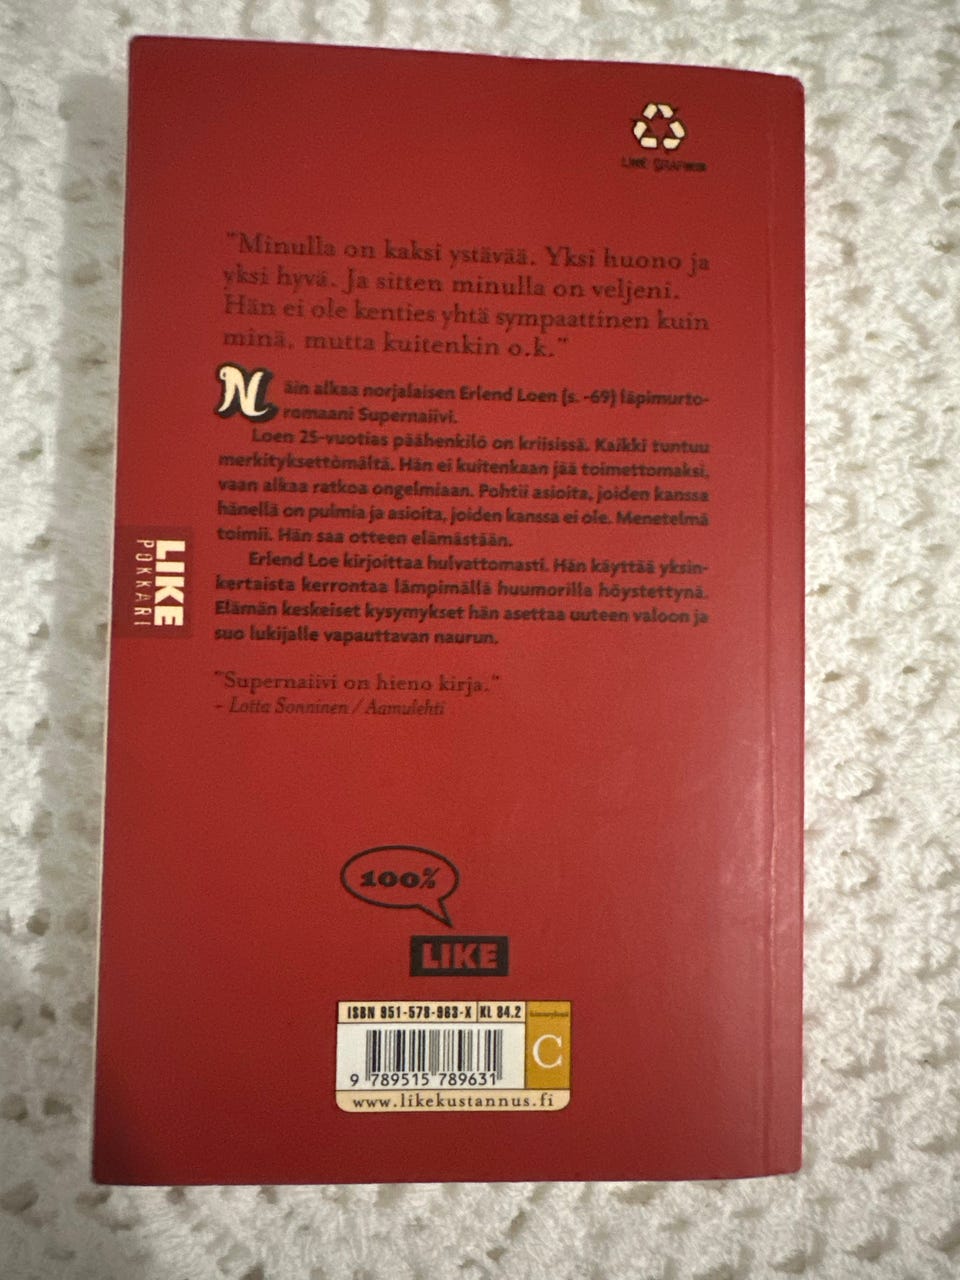 LIKE GRAFIIKKA
"Minulla on kaksi ystävää. Yksi huono ja
yksi hyvä. Ja sitten minulla on veljeni.
Hän ei ole kenties yhtä sympaattinen kuin
minä, mutta kuitenkin o.k."
Näin alkaa norjalaisen Erlend Loen (s. -69) läpimurto-
romaani Supernaiivi.
Loen 25-vuotias päähenkilö on kriisissä. Kaikki tuntuu
merkityksettömältä. Hän ei kuitenkaan jää toimettomaksi,
vaan alkaa ratkoa ongelmiaan. Pohtii asioita, joiden kanssa
hänellä on pulmia ja asioita, joiden kanssa ei ole. Menetelmä
toimii. Hän saa otteen elämästään.
Erlend Loe kirjoittaa hulvattomasti. Hän käyttää yksin-
kertaista kerrontaa lämpimällä huumorilla höystettynä.
Elämän keskeiset kysymykset hän asettaa uuteen valoon ja
suo lukijalle vapauttavan naurun.
"Supernaiivi on hieno kirja."
- Lotta Sonninen / Aamulehti
LIKE
POKKARI
100%
LIKE
ISBN 951-578-963-X KL 84.2
C
9 789515 789631
www.likekustannus.fi